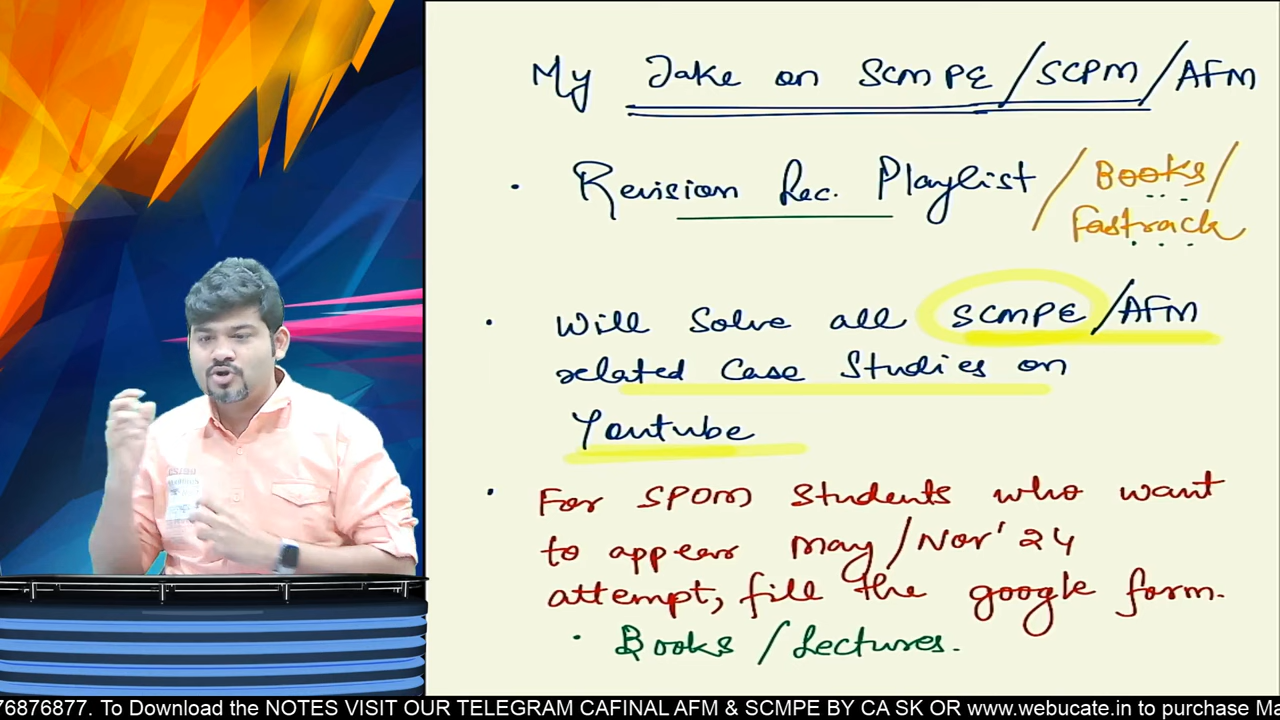 My Take on SCMPE/SCPM/AFM
• Revision Rec. Playlist / Books /
Fastrack
• Will Solve all SCMPE/AFM
related Case Studies on
Youtube
• For SPOM Students who want
to appear May/Nov'24
attempt, fill the google form.
• Books / Lectures.
76876877. To Download the NOTES VISIT OUR TELEGRAM CAFINAL AFM & SCMPE BY CA SK OR www.webucate.in to purchase Ma